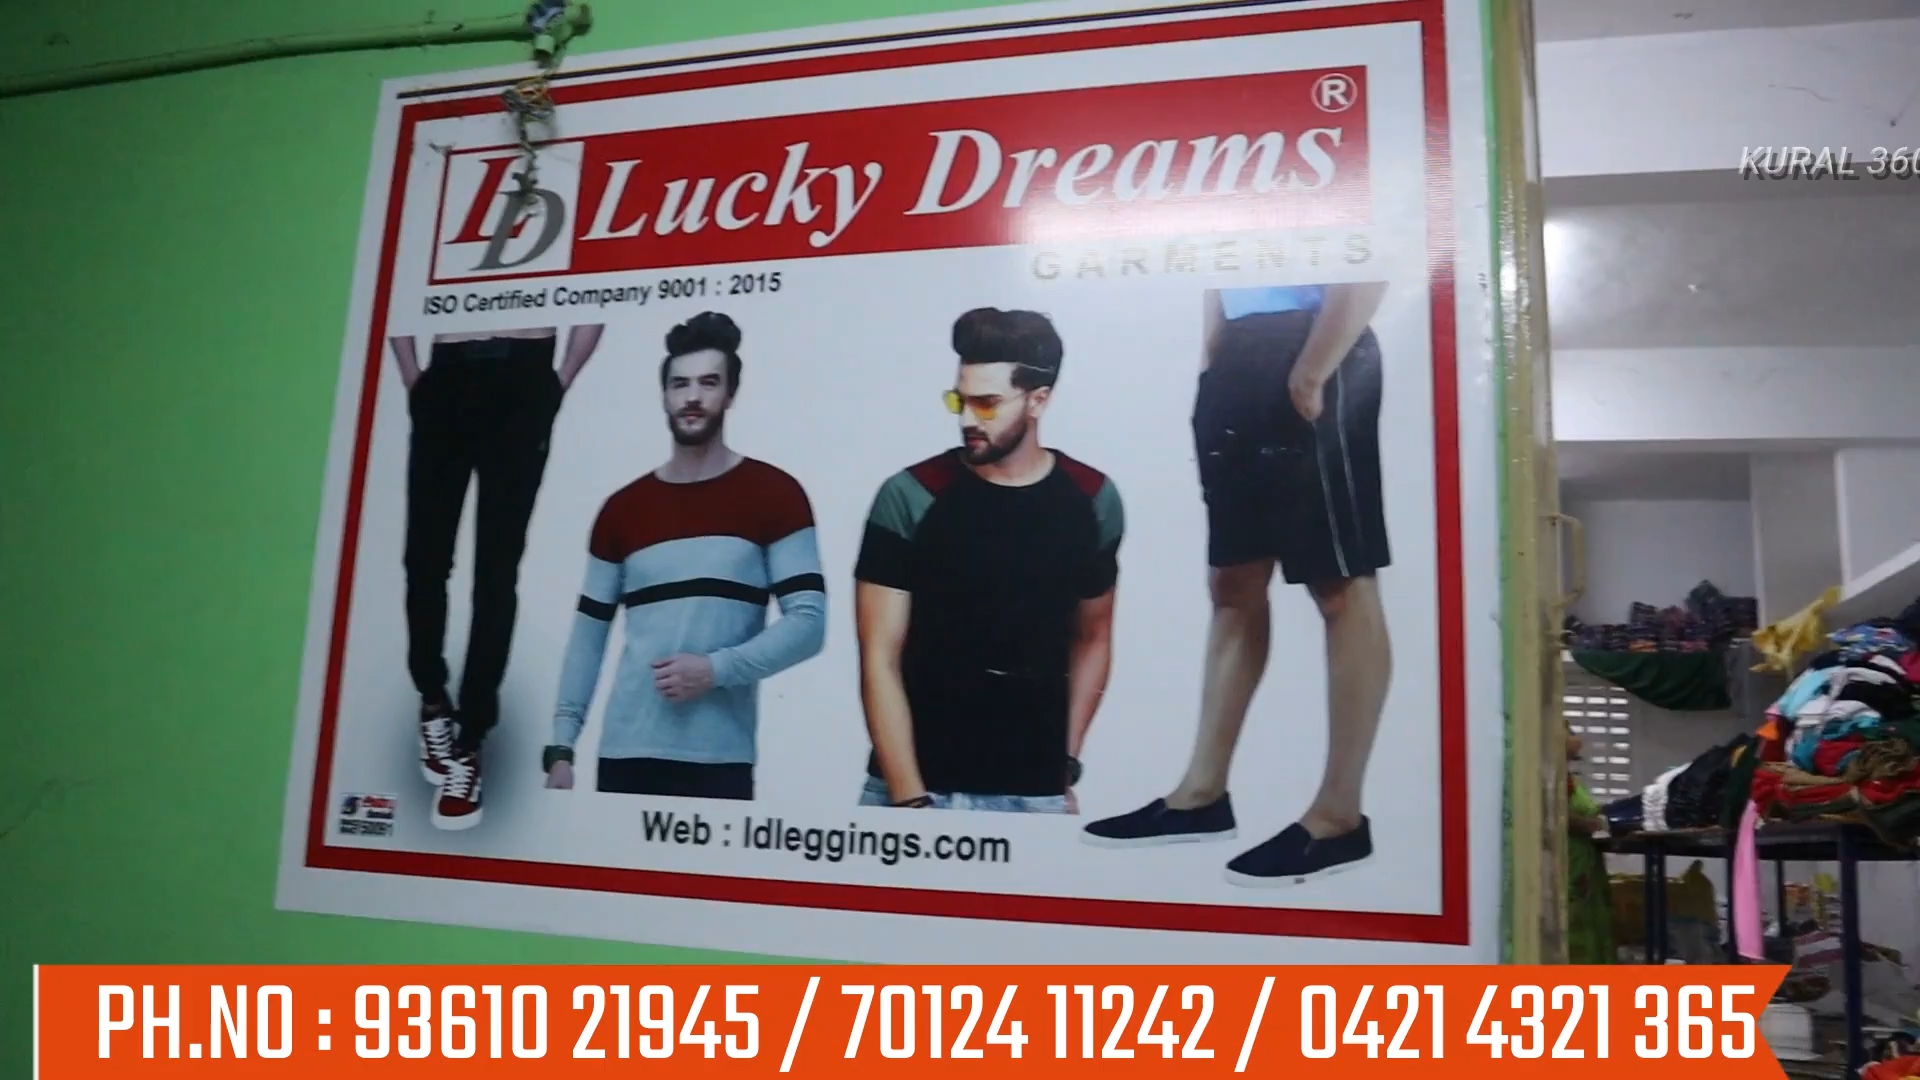 KURAL 360
®
LD Lucky Dreams
GARMENTS
ISO Certified Company 9001 : 2015
Web : ldleggings.com
PH.NO : 93610 21945 / 70124 11242 / 0421 4321 365